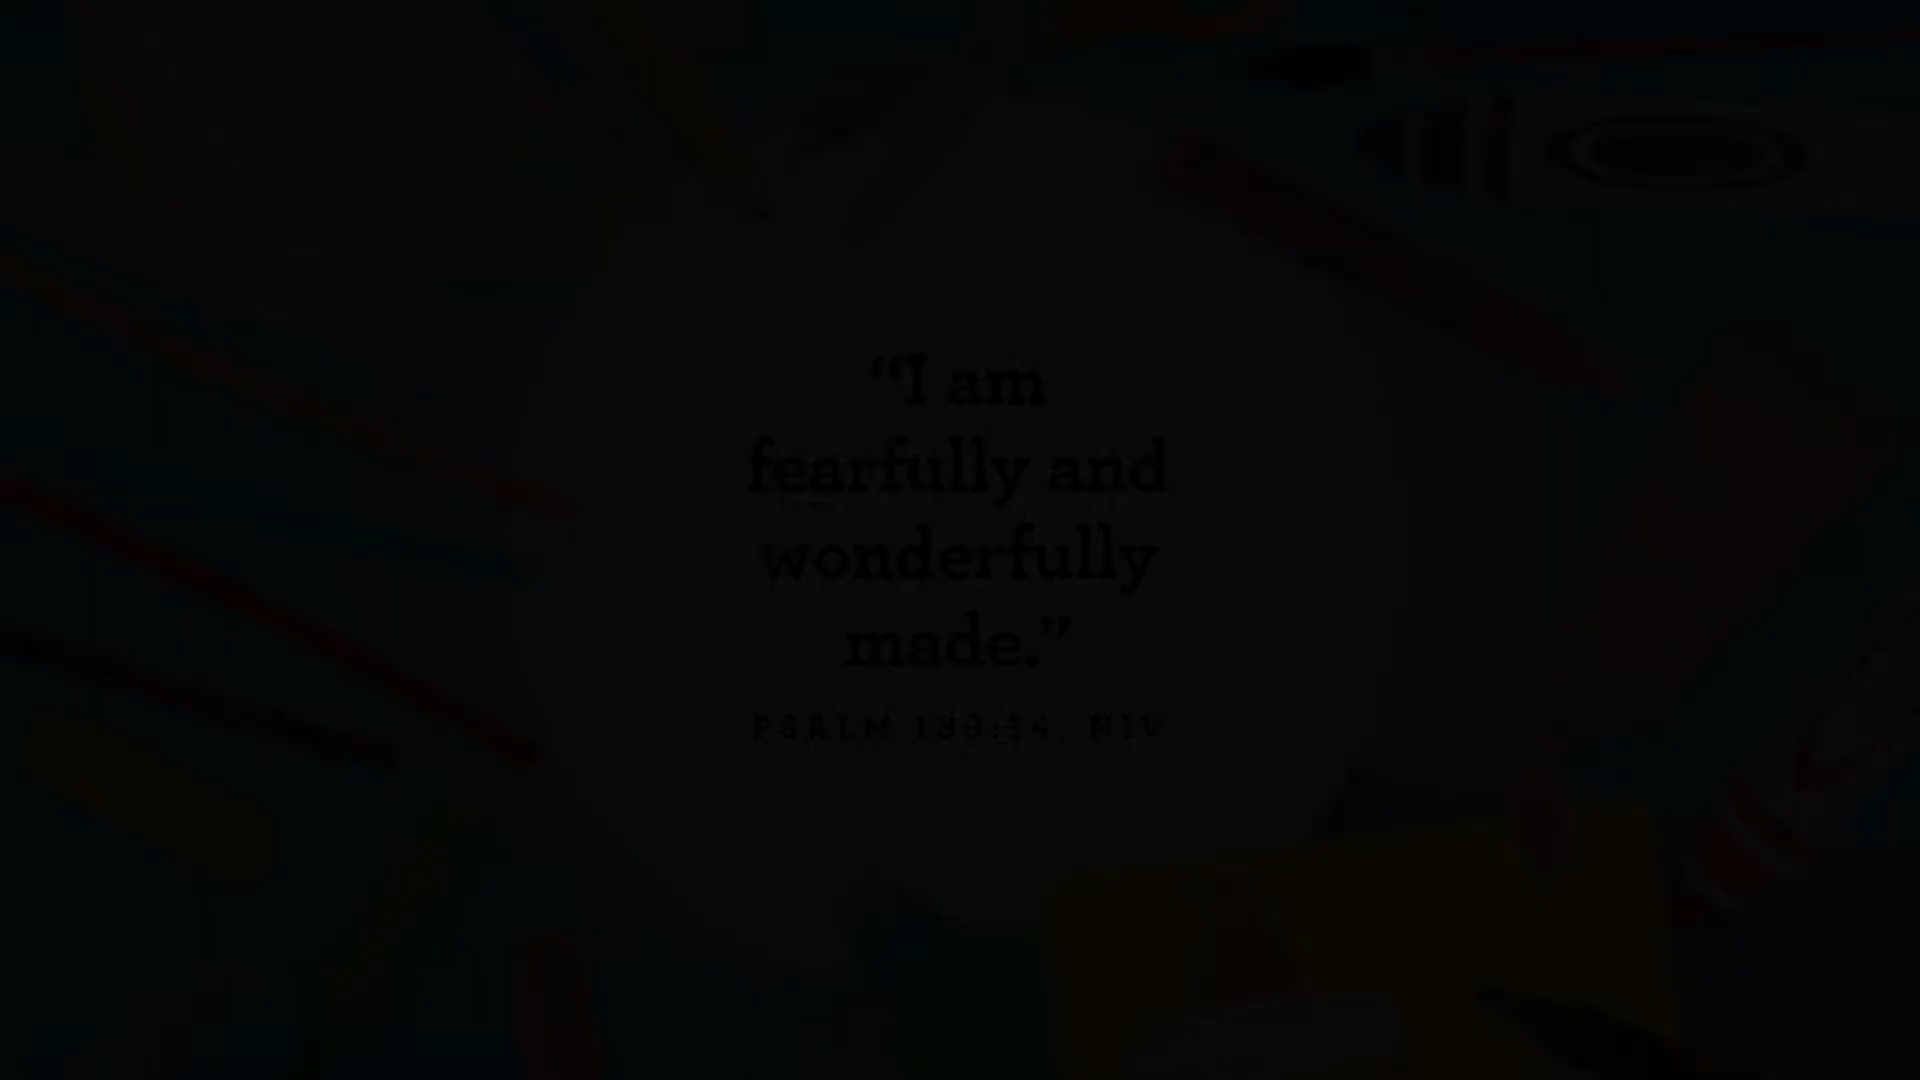 “I am
fearfully and
wonderfully
made.”
PSALM 139:14, NIV